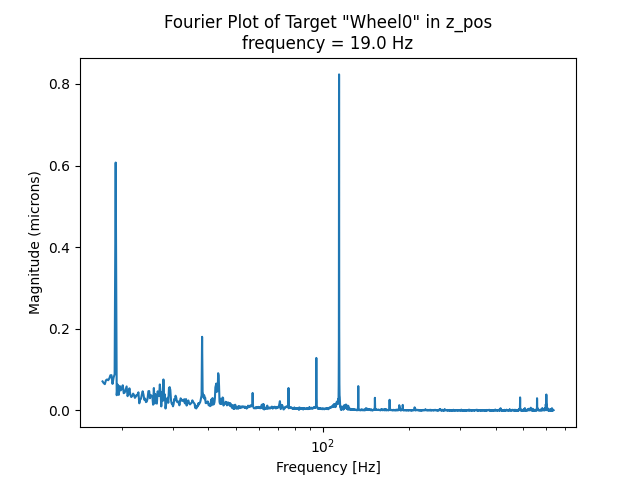 Fourier Plot of Target "Wheel0" in z_pos
frequency = 19.0 Hz
0.8
0.6
0.4
0.2
0.0
Magnitude (microns)
10²
Frequency [Hz]